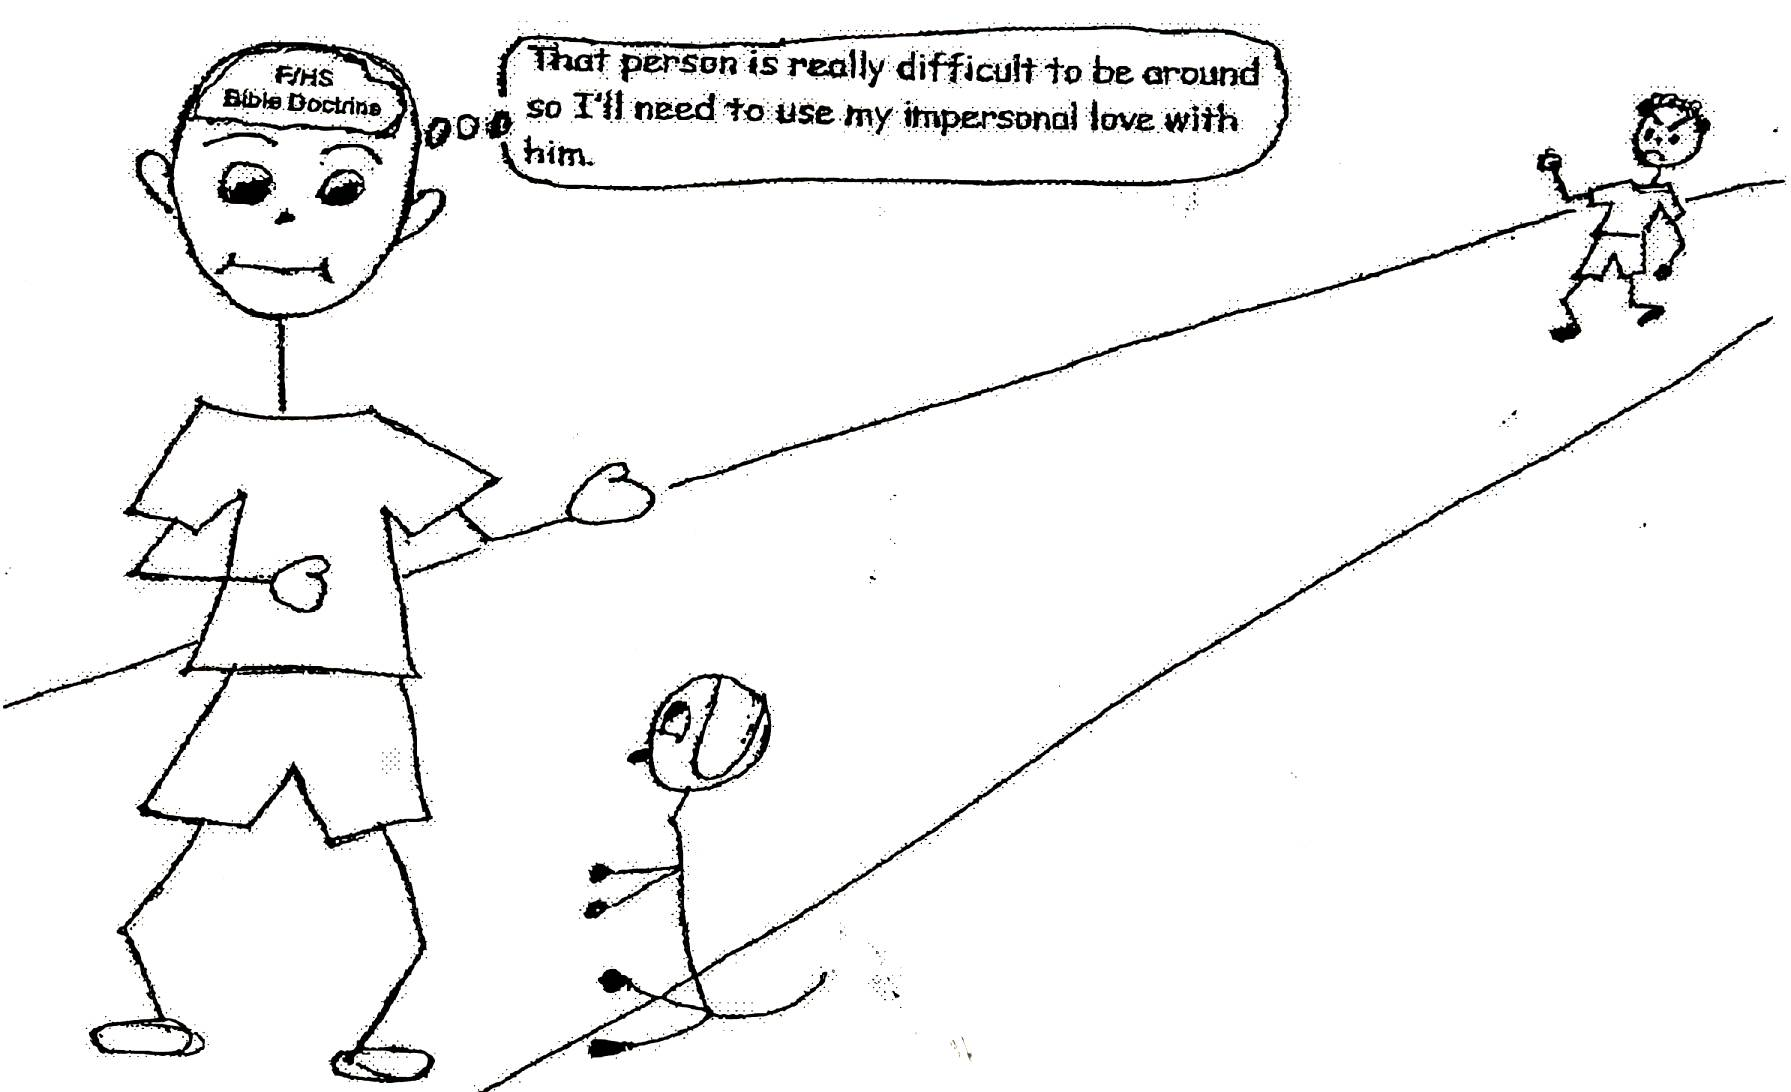 F/HS
Bible Doctrine
That person is really difficult to be around
so I'll need to use my impersonal love with
him.